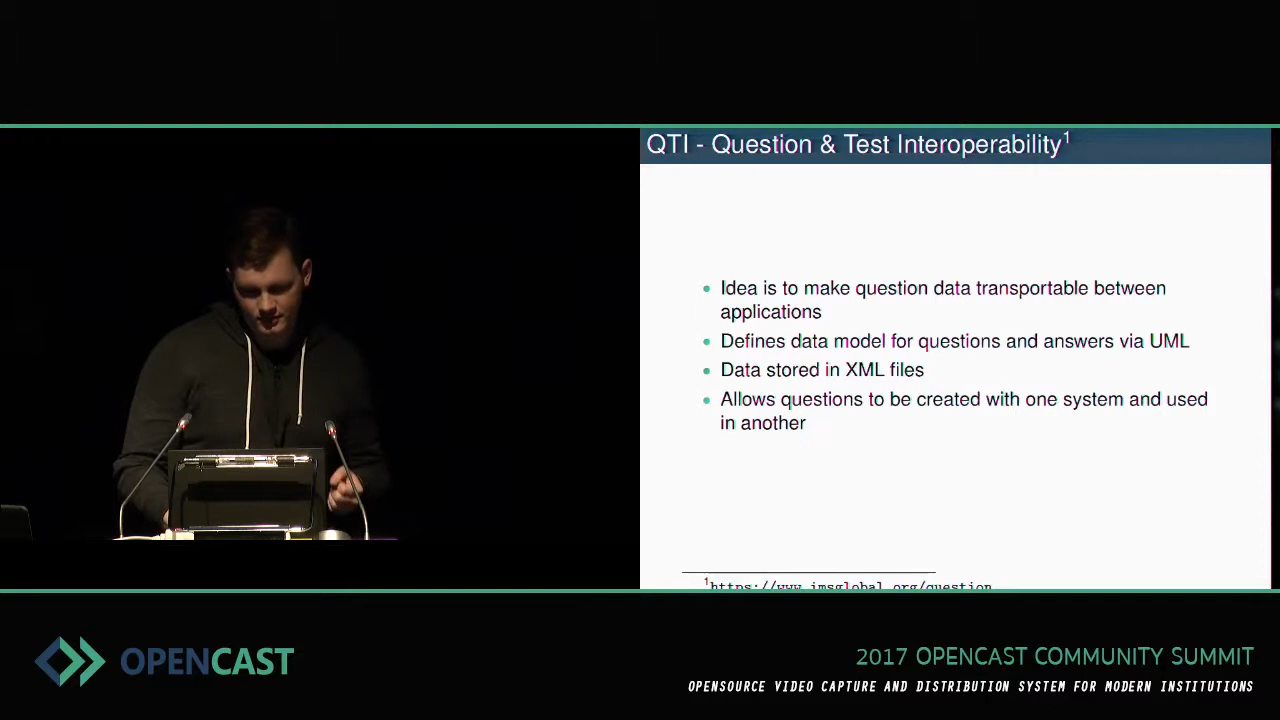 QTI - Question & Test Interoperability1
• Idea is to make question data transportable between
applications
• Defines data model for questions and answers via UML
• Data stored in XML files
• Allows questions to be created with one system and used
in another
1https://www.imsglobal.org/question
OPENCAST
2017 OPENCAST COMMUNITY SUMMIT
OPENSOURCE VIDEO CAPTURE AND DISTRIBUTION SYSTEM FOR MODERN INSTITUTIONS